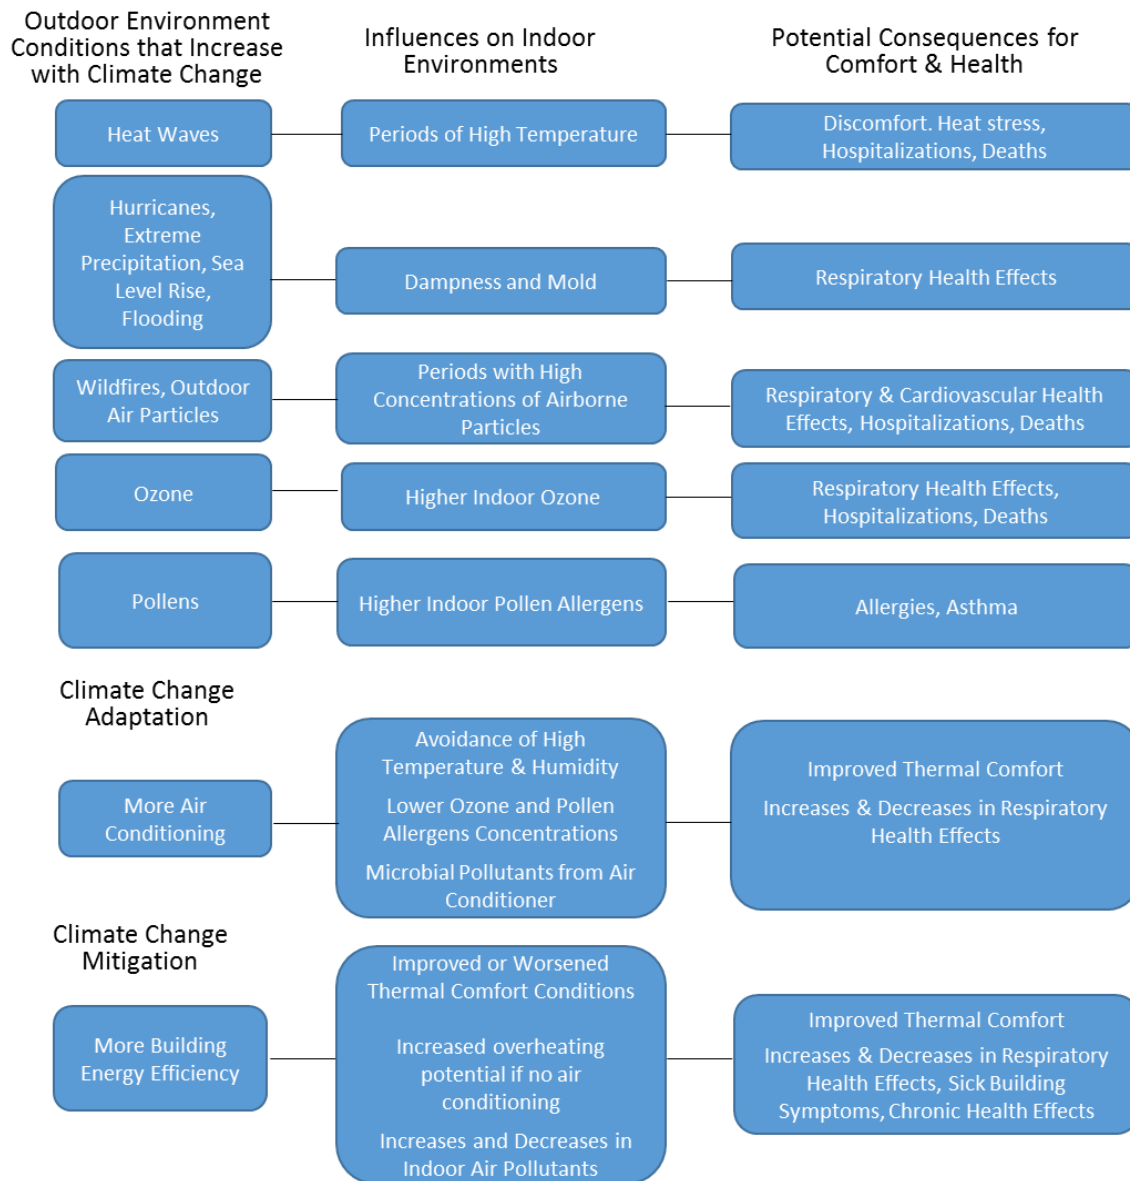 Outdoor Environment
Conditions that Increase
with Climate Change
Influences on Indoor
Environments
Potential Consequences for
Comfort & Health
Heat Waves
Periods of High Temperature
Discomfort. Heat stress,
Hospitalizations, Deaths
Hurricanes,
Extreme
Precipitation, Sea
Level Rise,
Flooding
Dampness and Mold
Respiratory Health Effects
Wildfires, Outdoor
Air Particles
Periods with High
Concentrations of Airborne
Particles
Respiratory & Cardiovascular Health
Effects, Hospitalizations, Deaths
Ozone
Higher Indoor Ozone
Respiratory Health Effects,
Hospitalizations, Deaths
Pollens
Higher Indoor Pollen Allergens
Allergies, Asthma
Climate Change
Adaptation
More Air
Conditioning
Avoidance of High
Temperature & Humidity
Lower Ozone and Pollen
Allergens Concentrations
Microbial Pollutants from Air
Conditioner
Improved Thermal Comfort
Increases & Decreases in Respiratory
Health Effects
Climate Change
Mitigation
More Building
Energy Efficiency
Improved or Worsened
Thermal Comfort Conditions
Increased overheating
potential if no air
conditioning
Increases and Decreases in
Indoor Air Pollutants
Improved Thermal Comfort
Increases & Decreases in Respiratory
Health Effects, Sick Building
Symptoms, Chronic Health Effects